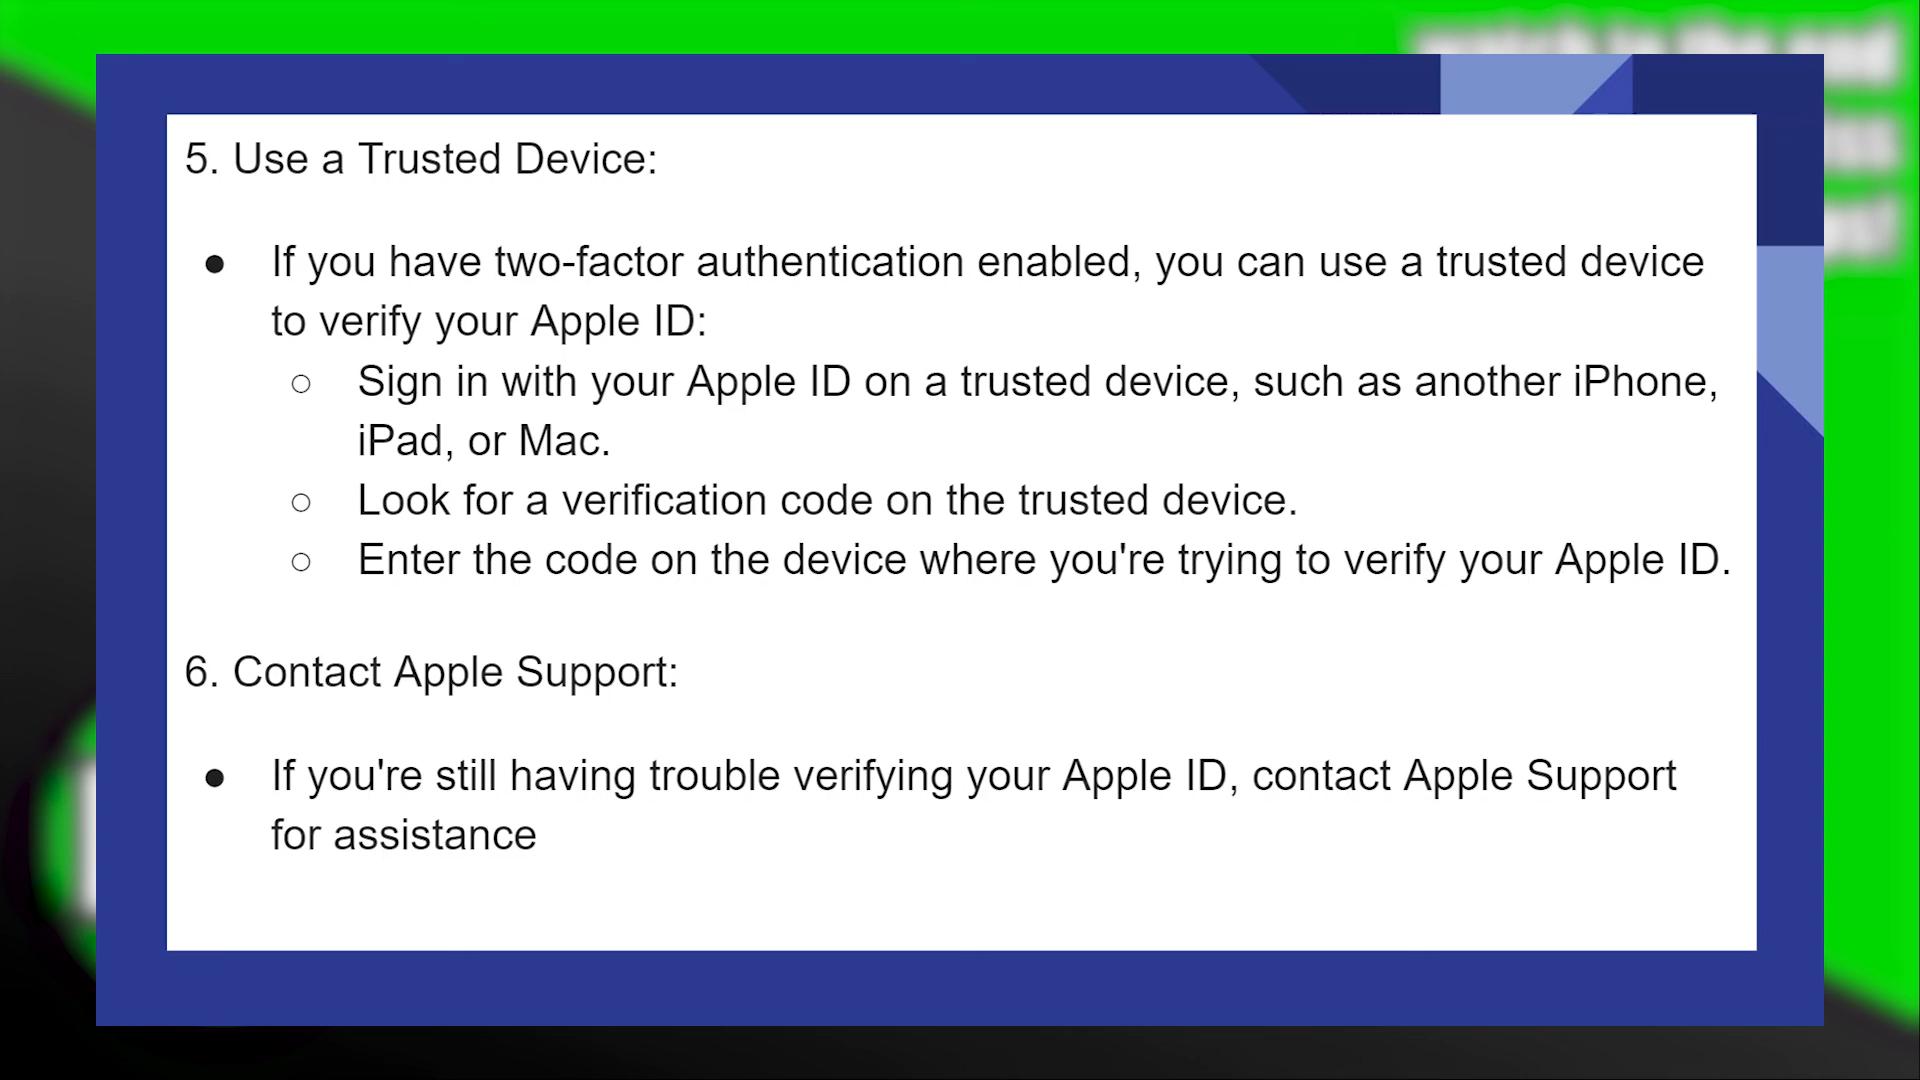 5. Use a Trusted Device:
● If you have two-factor authentication enabled, you can use a trusted device
to verify your Apple ID:
○ Sign in with your Apple ID on a trusted device, such as another iPhone,
iPad, or Mac.
○ Look for a verification code on the trusted device.
○ Enter the code on the device where you're trying to verify your Apple ID.
6. Contact Apple Support:
● If you're still having trouble verifying your Apple ID, contact Apple Support
for assistance